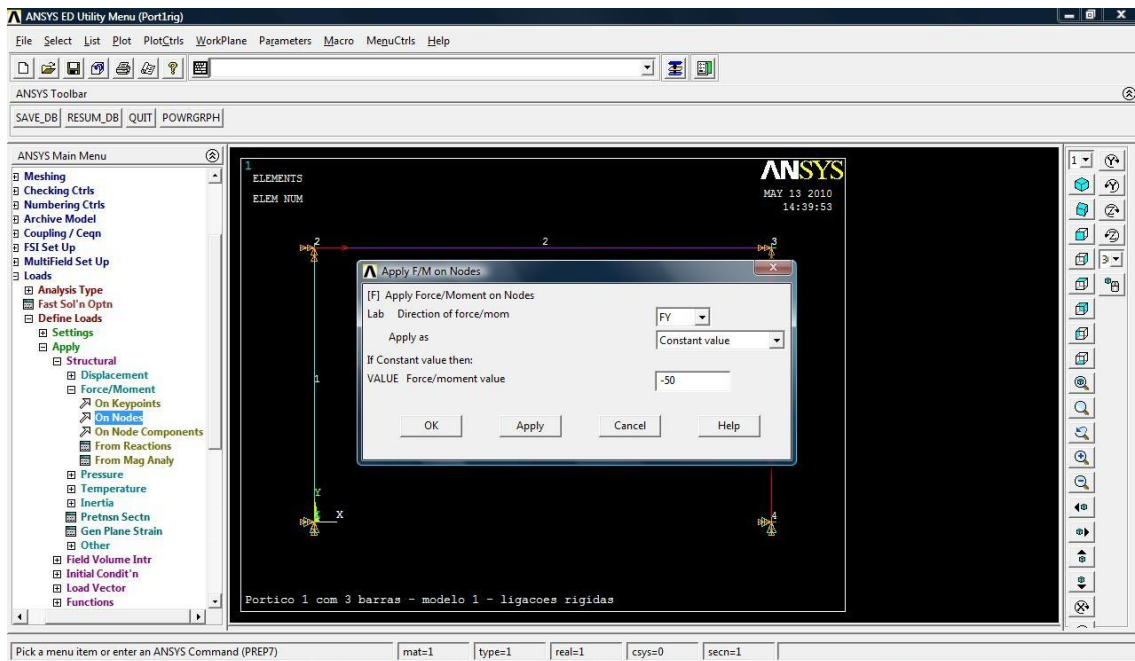 ANSYS ED Utility Menu (Port1rig)
File Select List Plot PlotCtrls WorkPlane Parameters Macro MenuCtrls Help
ANSYS Toolbar
SAVE_DB RESUM_DB QUIT POWRGRPH
ANSYS Main Menu
Meshing
Checking Ctrls
Numbering Ctrls
Archive Model
Coupling / Ceqn
FSI Set Up
MultiField Set Up
Loads
Analysis Type
Fast Sol'n Optn
Define Loads
Settings
Apply
Structural
Displacement
Force/Moment
On Keypoints
On Nodes
On Node Components
From Reactions
From Mag Analy
Pressure
Temperature
Inertia
Pretnsn Sectn
Gen Plane Strain
Other
Field Volume Intr
Initial Condit'n
Load Vector
Functions
1
ELEMENTS
ELEM NUM
ANSYS
MAY 13 2010
14:39:53
2 2 3
1
Y
X
4
Apply F/M on Nodes
[F] Apply Force/Moment on Nodes
Lab Direction of force/mom FY
Apply as Constant value
If Constant value then:
VALUE Force/moment value -50
OK Apply Cancel Help
Portico 1 com 3 barras - modelo 1 - ligacoes rigidas
1
3
Pick a menu item or enter an ANSYS Command (PREP7) mat=1 type=1 real=1 csys=0 secn=1